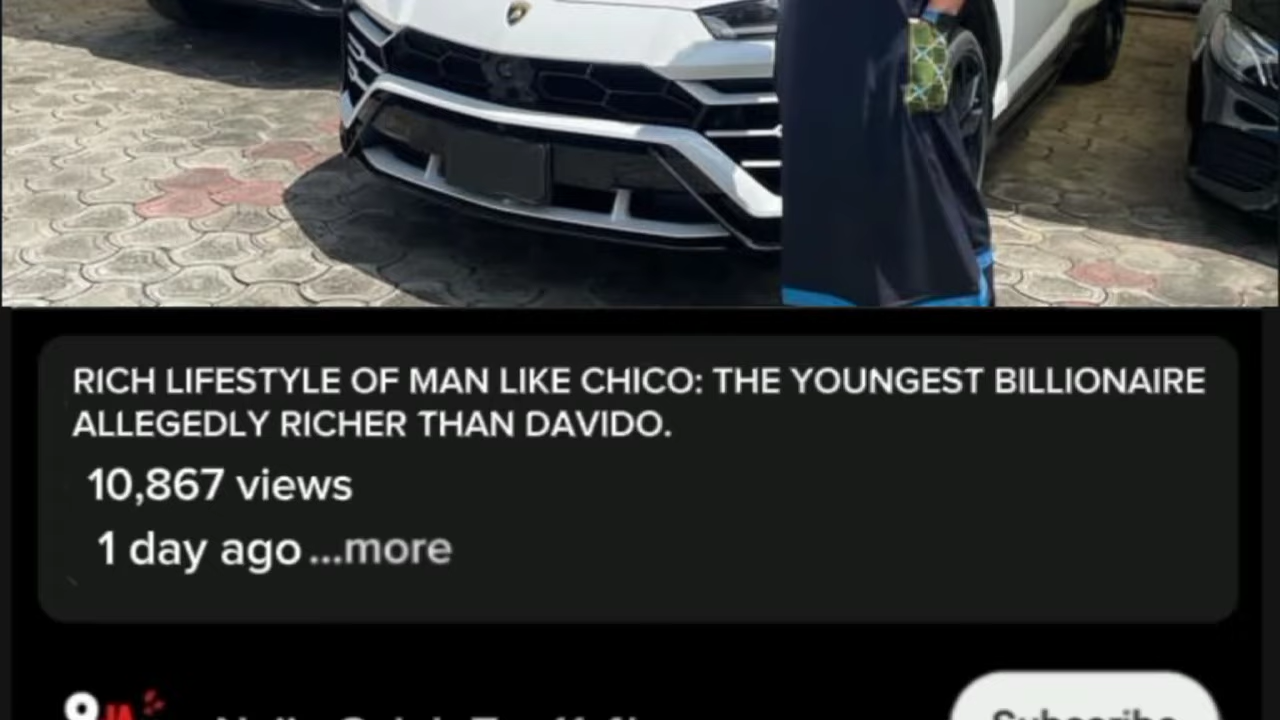 RICH LIFESTYLE OF MAN LIKE CHICO: THE YOUNGEST BILLIONAIRE
ALLEGEDLY RICHER THAN DAVIDO.
10,867 views
1 day ago ...more
Subscribe